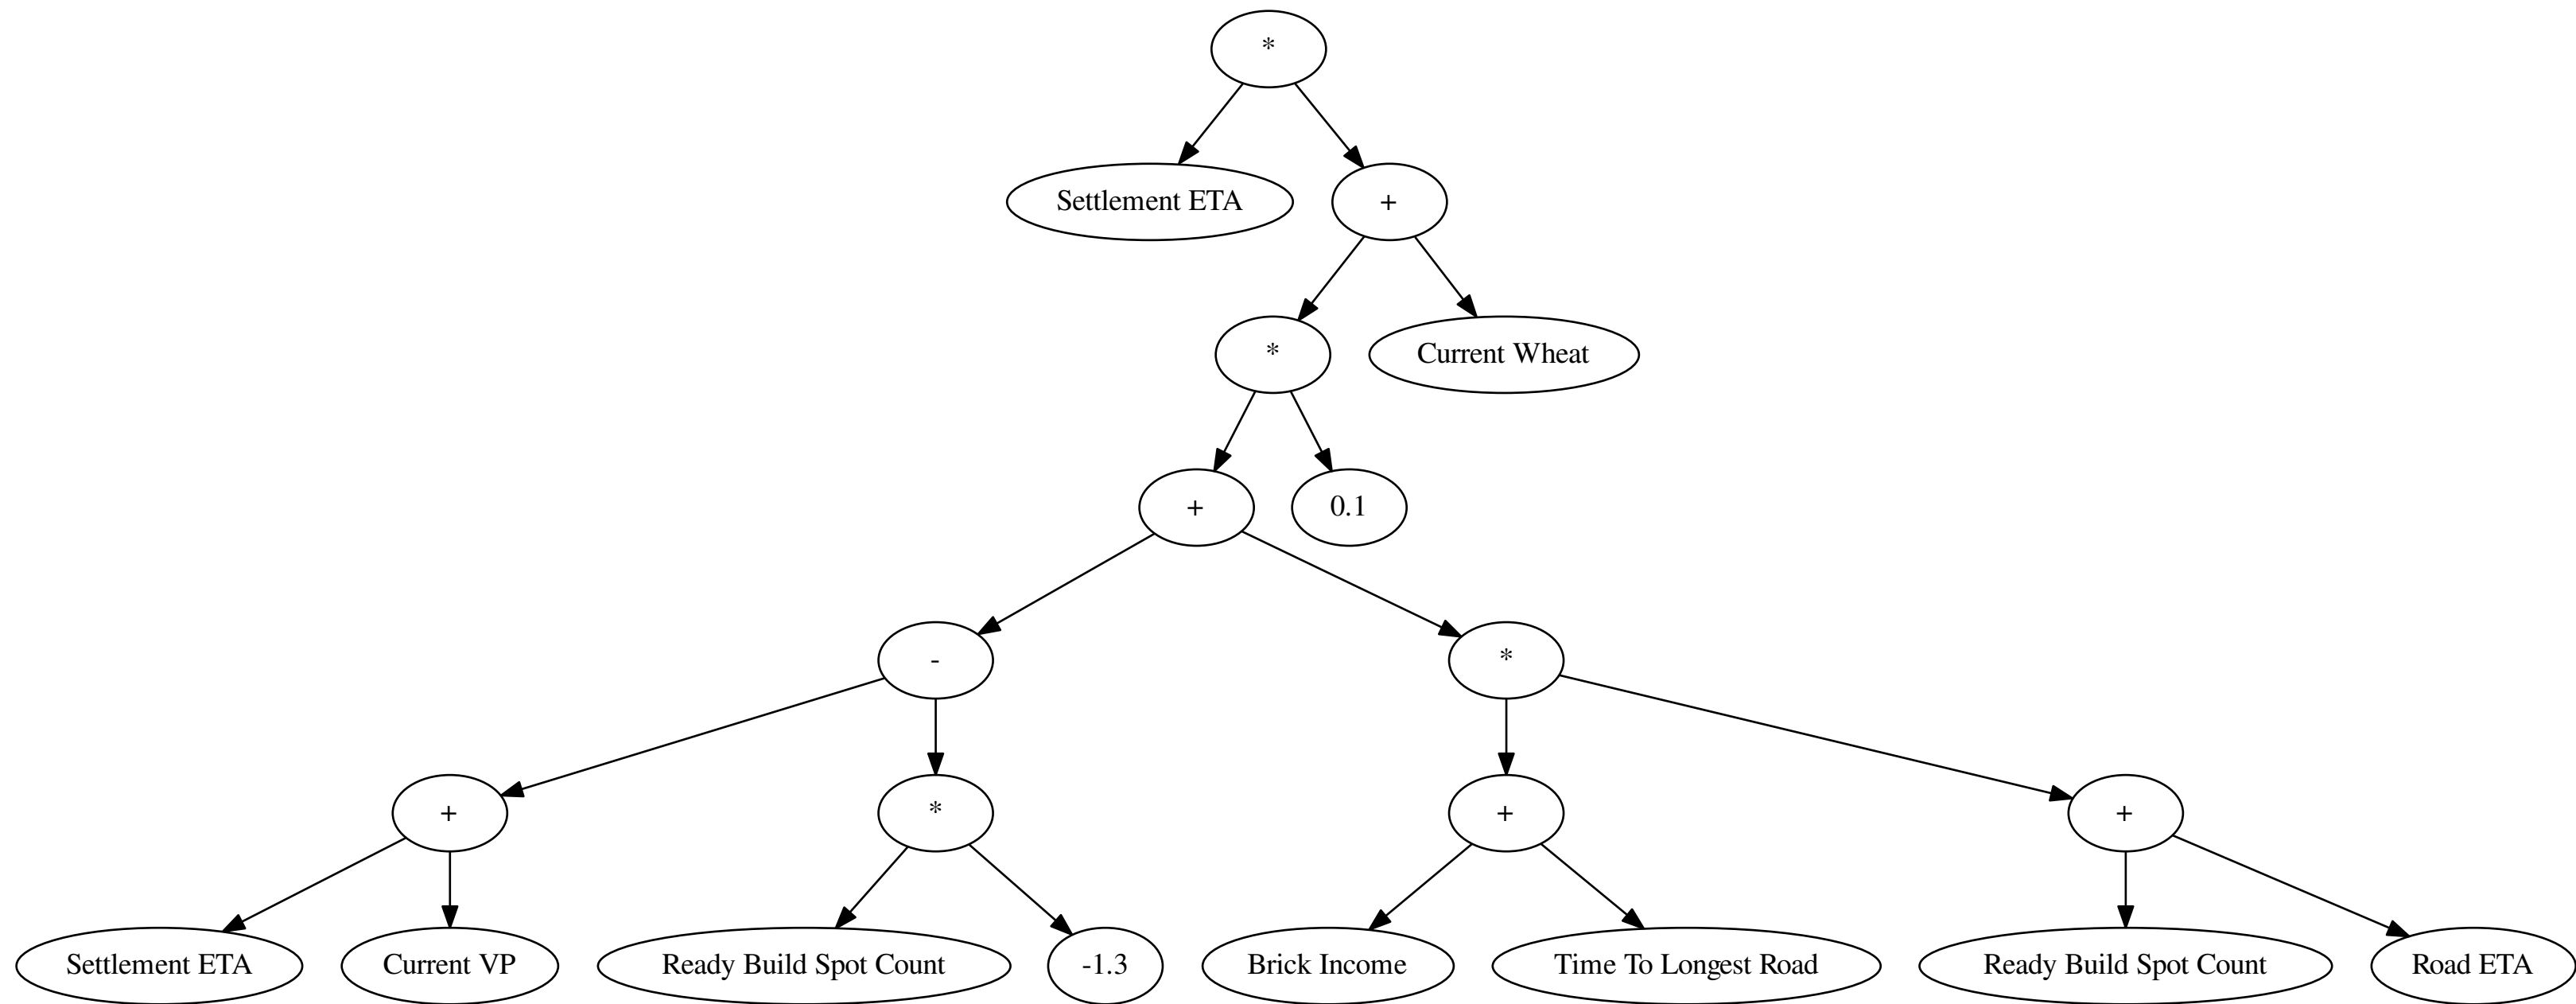 *
Settlement ETA
+
*
Current Wheat
+
0.1
-
*
+
*
+
+
Settlement ETA
Current VP
Ready Build Spot Count
-1.3
Brick Income
Time To Longest Road
Ready Build Spot Count
Road ETA